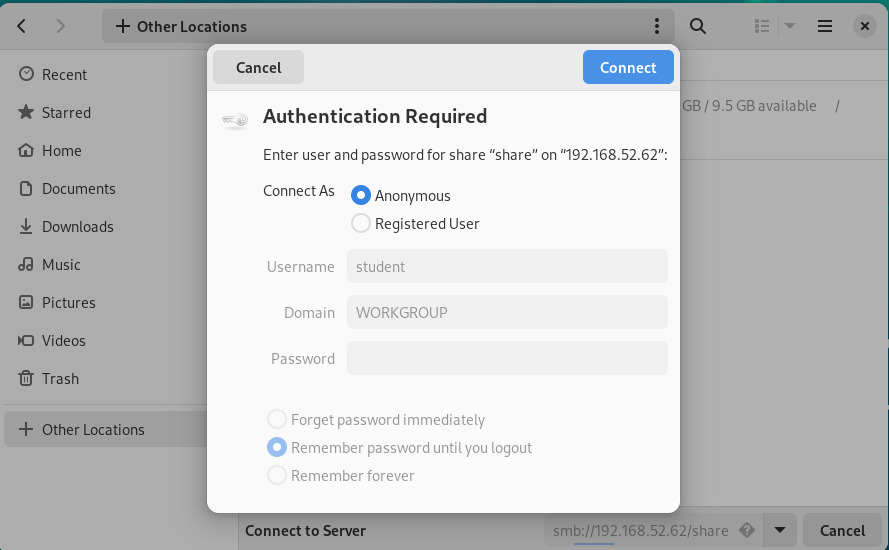 Other Locations
Recent
Starred
Home
Documents
Downloads
Music
Pictures
Videos
Trash
Other Locations
GB / 9.5 GB available /
Cancel
Connect
Authentication Required
Enter user and password for share “share” on “192.168.52.62”:
Connect As
Anonymous
Registered User
Username student
Domain WORKGROUP
Password
Forget password immediately
Remember password until you logout
Remember forever
Connect to Server smb://192.168.52.62/share Cancel